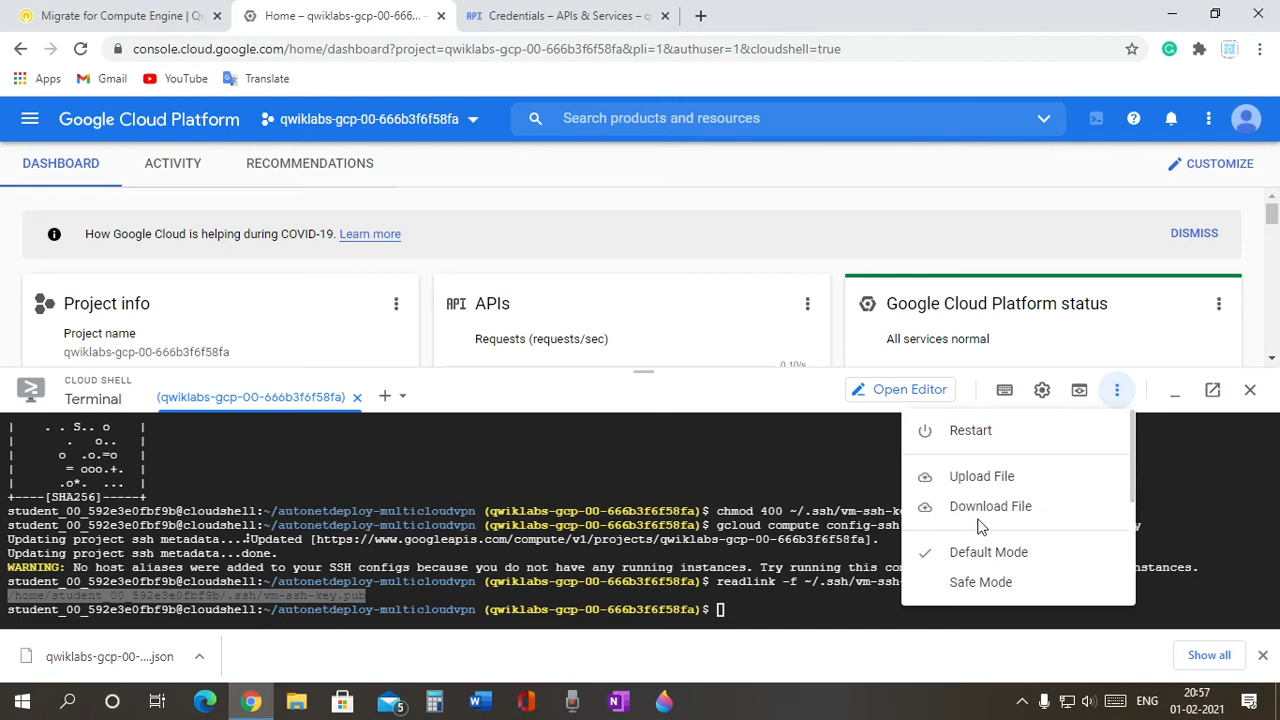 Migrate for Compute Engine | Q
Home – qwiklabs-gcp-00-666...
API Credentials – APIs & Services – q
console.cloud.google.com/home/dashboard?project=qwiklabs-gcp-00-666b3f6f58fa&pli=1&authuser=1&cloudshell=true
Apps Gmail YouTube Translate
Google Cloud Platform qwiklabs-gcp-00-666b3f6f58fa Search products and resources
DASHBOARD ACTIVITY RECOMMENDATIONS CUSTOMIZE
How Google Cloud is helping during COVID-19. Learn more DISMISS
Project info
Project name
qwiklabs-gcp-00-666b3f6f58fa
API APIs
Requests (requests/sec)
0.10/s
Google Cloud Platform status
All services normal
CLOUD SHELL
Terminal (qwiklabs-gcp-00-666b3f6f58fa) Open Editor
Restart
Upload File
Download File
Default Mode
Safe Mode
| . . S.. o |
| . o.. |
| o .o.=o |
| = ooo.+. |
| .o*. ... |
+----[SHA256]-----+
student_00_592e3e0fbf9b@cloudshell:~/autonetdeploy-multicloudvpn (qwiklabs-gcp-00-666b3f6f58fa)$ chmod 400 ~/.ssh/vm-ssh-ke
student_00_592e3e0fbf9b@cloudshell:~/autonetdeploy-multicloudvpn (qwiklabs-gcp-00-666b3f6f58fa)$ gcloud compute config-ssh y
Updating project ssh metadata...⠼Updated [https://www.googleapis.com/compute/v1/projects/qwiklabs-gcp-00-666b3f6f58fa].
Updating project ssh metadata...done.
WARNING: No host aliases were added to your SSH configs because you do not have any running instances. Try running this co nstances.
student_00_592e3e0fbf9b@cloudshell:~/autonetdeploy-multicloudvpn (qwiklabs-gcp-00-666b3f6f58fa)$ readlink -f ~/.ssh/vm-ssh-
/home/student_00_592e3e0fbf9b/.ssh/vm-ssh-key.pub
student_00_592e3e0fbf9b@cloudshell:~/autonetdeploy-multicloudvpn (qwiklabs-gcp-00-666b3f6f58fa)$
qwiklabs-gcp-00-....json Show all
5
ENG
20:57
01-02-2021